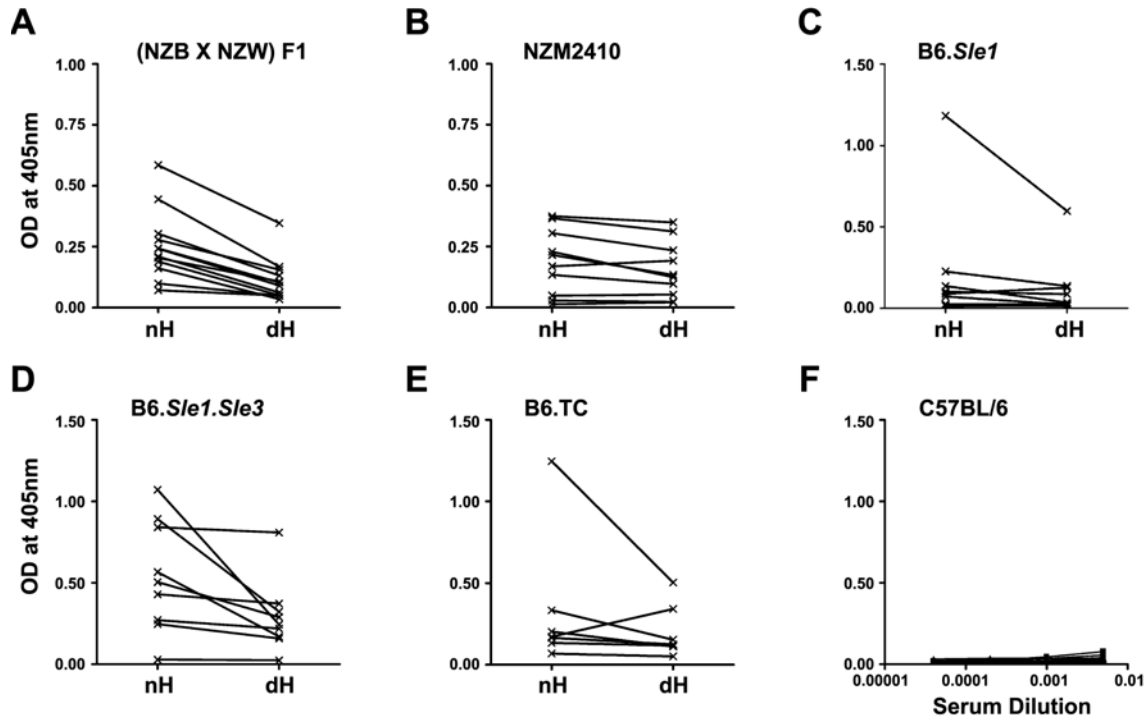 A
(NZB X NZW) F1
OD at 405nm
1.00
0.75
0.50
0.25
0.00
nH
dH
B
NZM2410
1.00
0.75
0.50
0.25
0.00
nH
dH
C
B6.Sle1
1.50
1.00
0.50
0.00
nH
dH
D
B6.Sle1.Sle3
OD at 405nm
1.50
1.00
0.50
0.00
nH
dH
E
B6.TC
1.50
1.00
0.50
0.00
nH
dH
F
C57BL/6
1.50
1.00
0.50
0.00
0.00001
0.0001
0.001
0.01
Serum Dilution